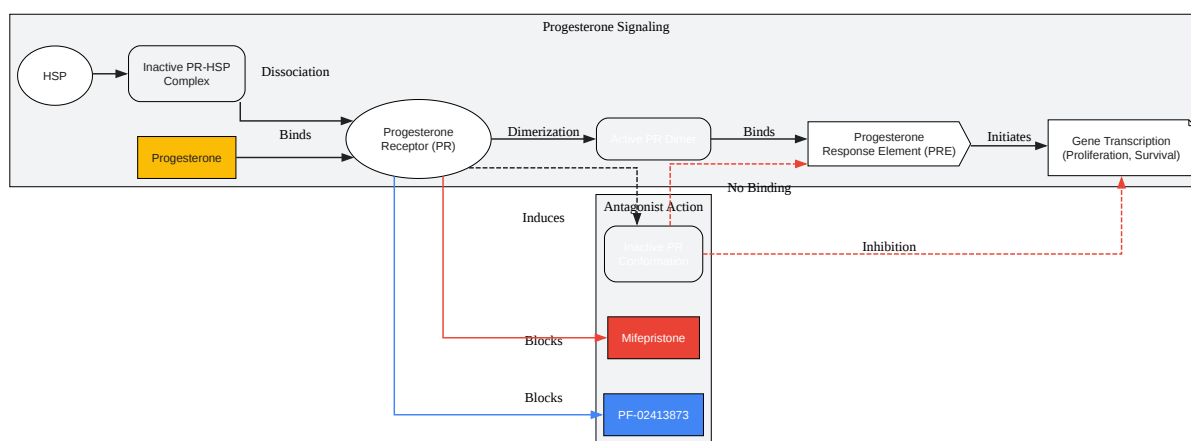 Progesterone Signaling
HSP
Inactive PR-HSP
Complex
Dissociation
Progesterone
Binds
Progesterone
Receptor (PR)
Dimerization
Active PR Dimer
Binds
Progesterone
Response Element (PRE)
Initiates
Gene Transcription
(Proliferation, Survival)
No Binding
Induces
Antagonist Action
Inactive PR
Conformation
Inhibition
Blocks
Mifepristone
Blocks
PF-02413873